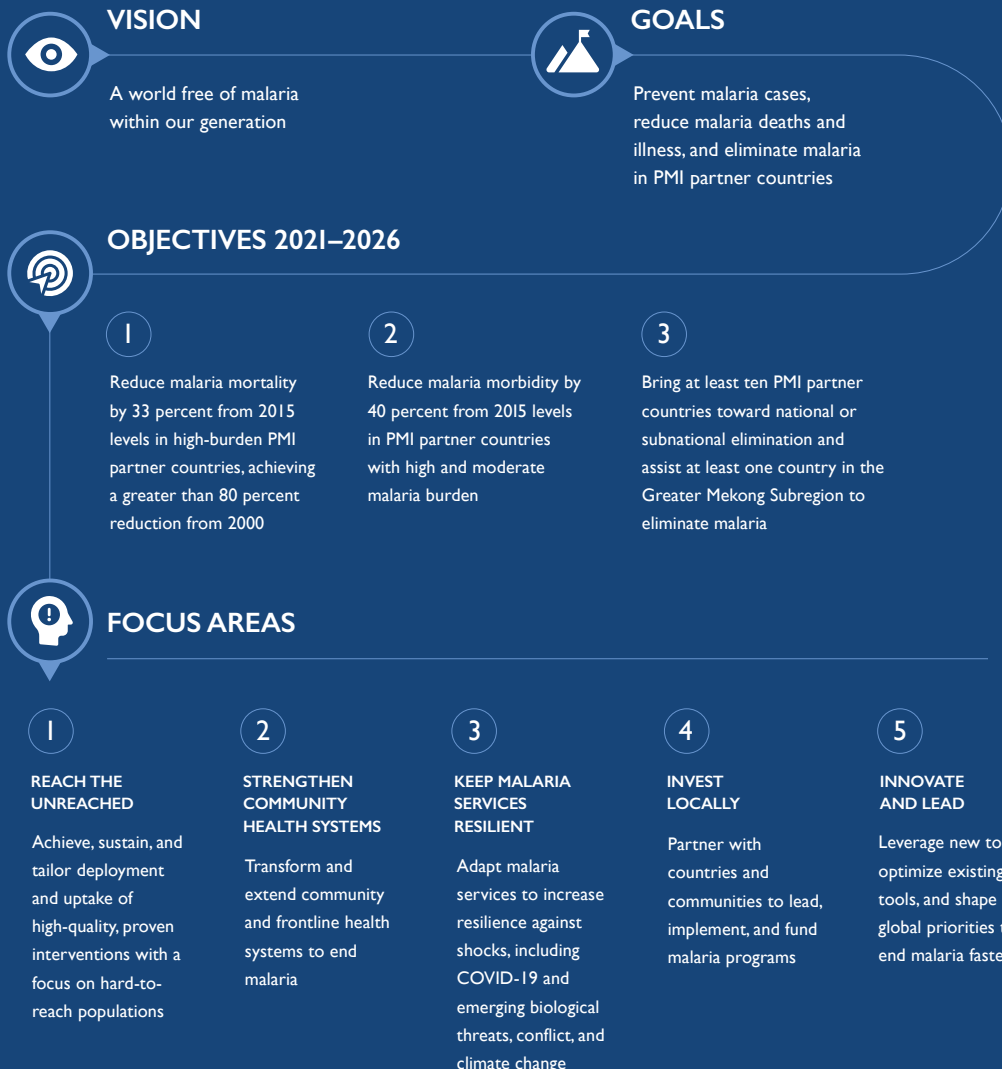 VISION
A world free of malaria
within our generation
GOALS
Prevent malaria cases,
reduce malaria deaths and
illness, and eliminate malaria
in PMI partner countries
OBJECTIVES 2021–2026
1
Reduce malaria mortality
by 33 percent from 2015
levels in high-burden PMI
partner countries, achieving
a greater than 80 percent
reduction from 2000
2
Reduce malaria morbidity by
40 percent from 2015 levels
in PMI partner countries
with high and moderate
malaria burden
3
Bring at least ten PMI partner
countries toward national or
subnational elimination and
assist at least one country in the
Greater Mekong Subregion to
eliminate malaria
FOCUS AREAS
1
REACH THE
UNREACHED
Achieve, sustain, and
tailor deployment
and uptake of
high-quality, proven
interventions with a
focus on hard-to-
reach populations
2
STRENGTHEN
COMMUNITY
HEALTH SYSTEMS
Transform and
extend community
and frontline health
systems to end
malaria
3
KEEP MALARIA
SERVICES
RESILIENT
Adapt malaria
services to increase
resilience against
shocks, including
COVID-19 and
emerging biological
threats, conflict, and
climate change
4
INVEST
LOCALLY
Partner with
countries and
communities to lead,
implement, and fund
malaria programs
5
INNOVATE
AND LEAD
Leverage new
optimize existing
tools, and shape
global priorities
end malaria